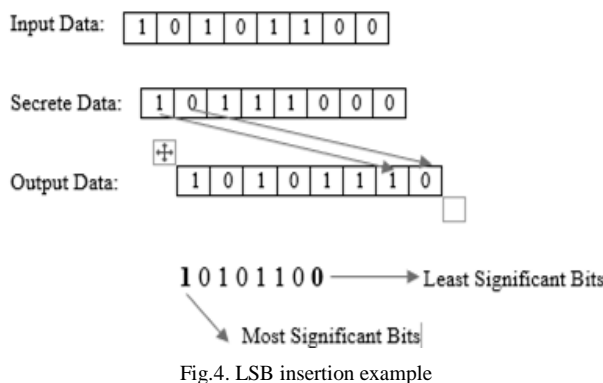 Input Data: 1 0 1 0 1 1 0 0
Secrete Data: 1 0 1 1 1 0 0 0
Output Data: 1 0 1 0 1 1 1 0
1 0 1 0 1 1 0 0 Least Significant Bits
Most Significant Bits
Fig.4. LSB insertion example